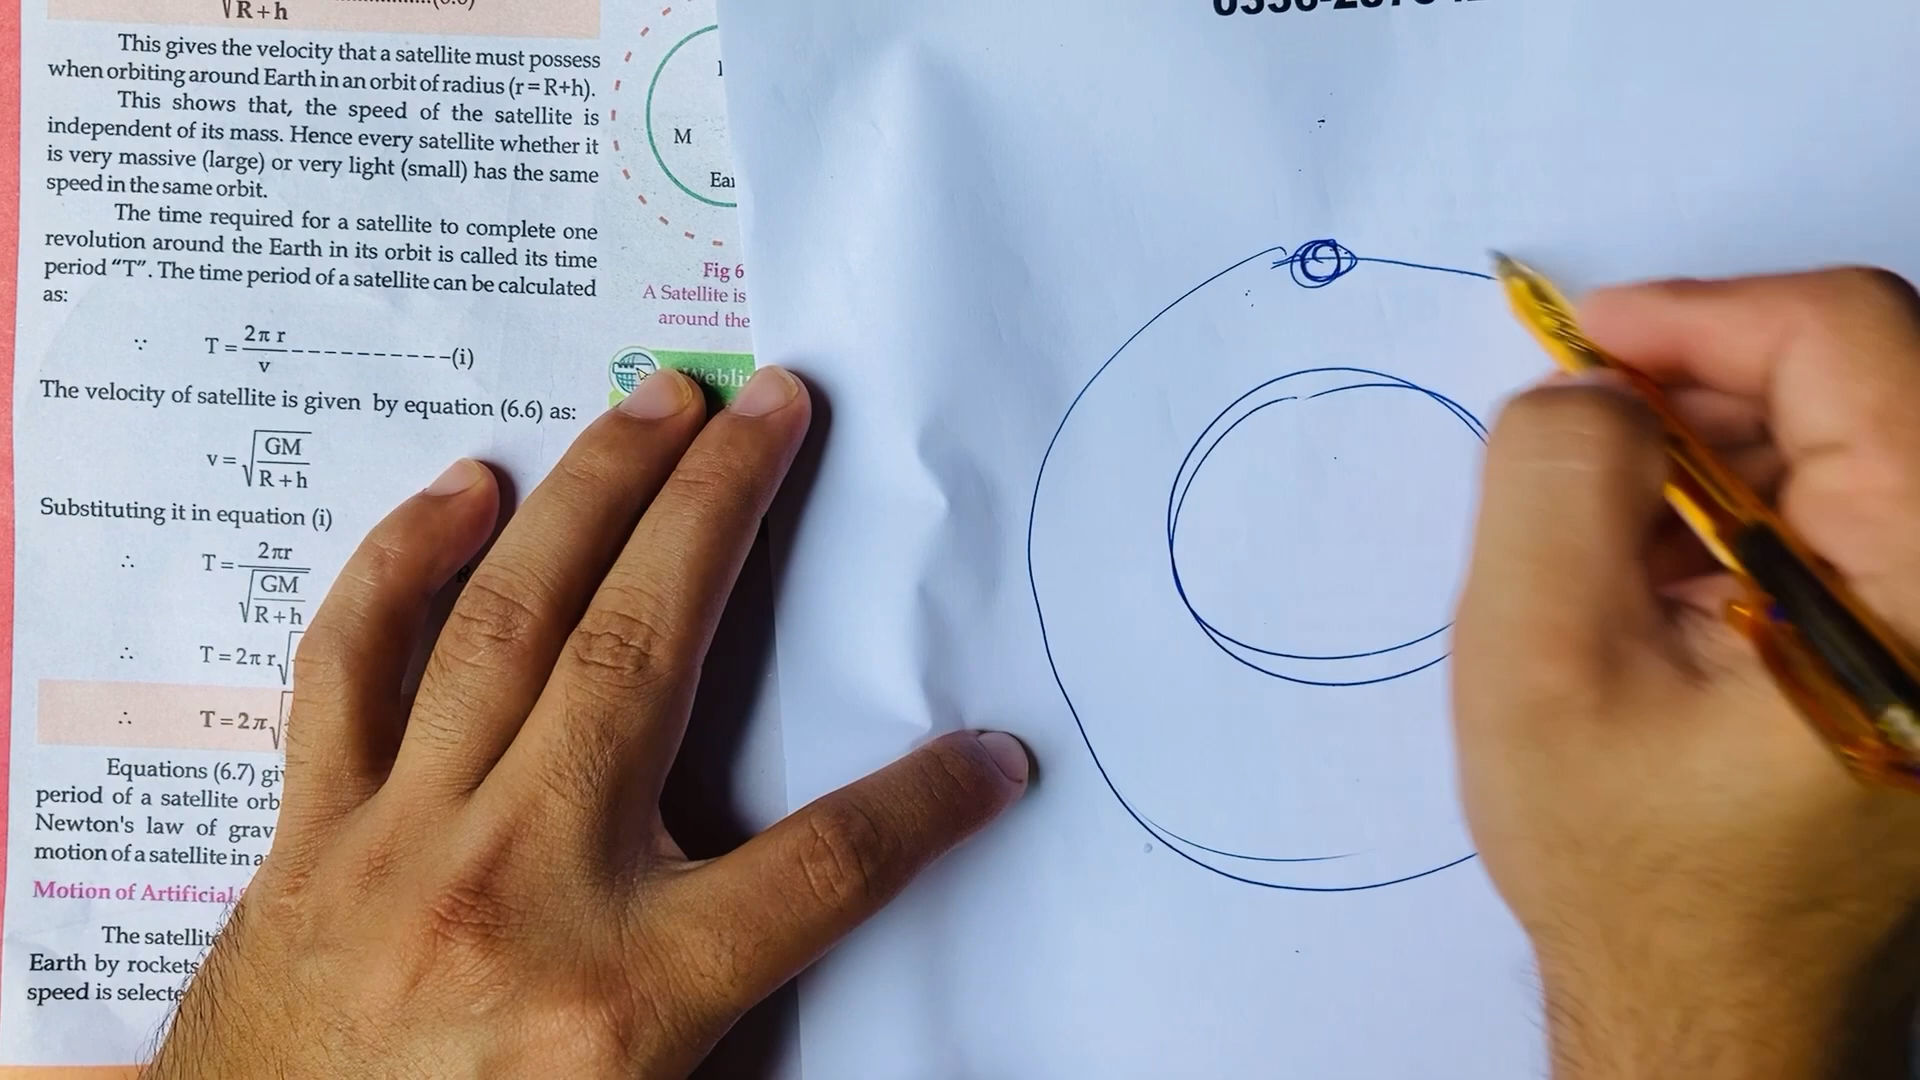 √R+h
This gives the velocity that a satellite must possess
when orbiting around Earth in an orbit of radius (r = R+h).
This shows that, the speed of the satellite is
independent of its mass. Hence every satellite whether it
is very massive (large) or very light (small) has the same
speed in the same orbit.
The time required for a satellite to complete one
revolution around the Earth in its orbit is called its time
period "T". The time period of a satellite can be calculated
as:
∵ T = 2π r / v -----------(i)
The velocity of satellite is given by equation (6.6) as:
v = √GM / R + h
Substituting it in equation (i)
∴ T = 2πr / √GM / R + h
∴ T = 2π r√
∴ T = 2π√
Equations (6.7) gi
period of a satellite orb
Newton's law of grav
motion of a satellite in a
Motion of Artificial
The satellite
Earth by rockets
speed is selecte
M
Ear
Fig 6
A Satellite is
around the
Webli